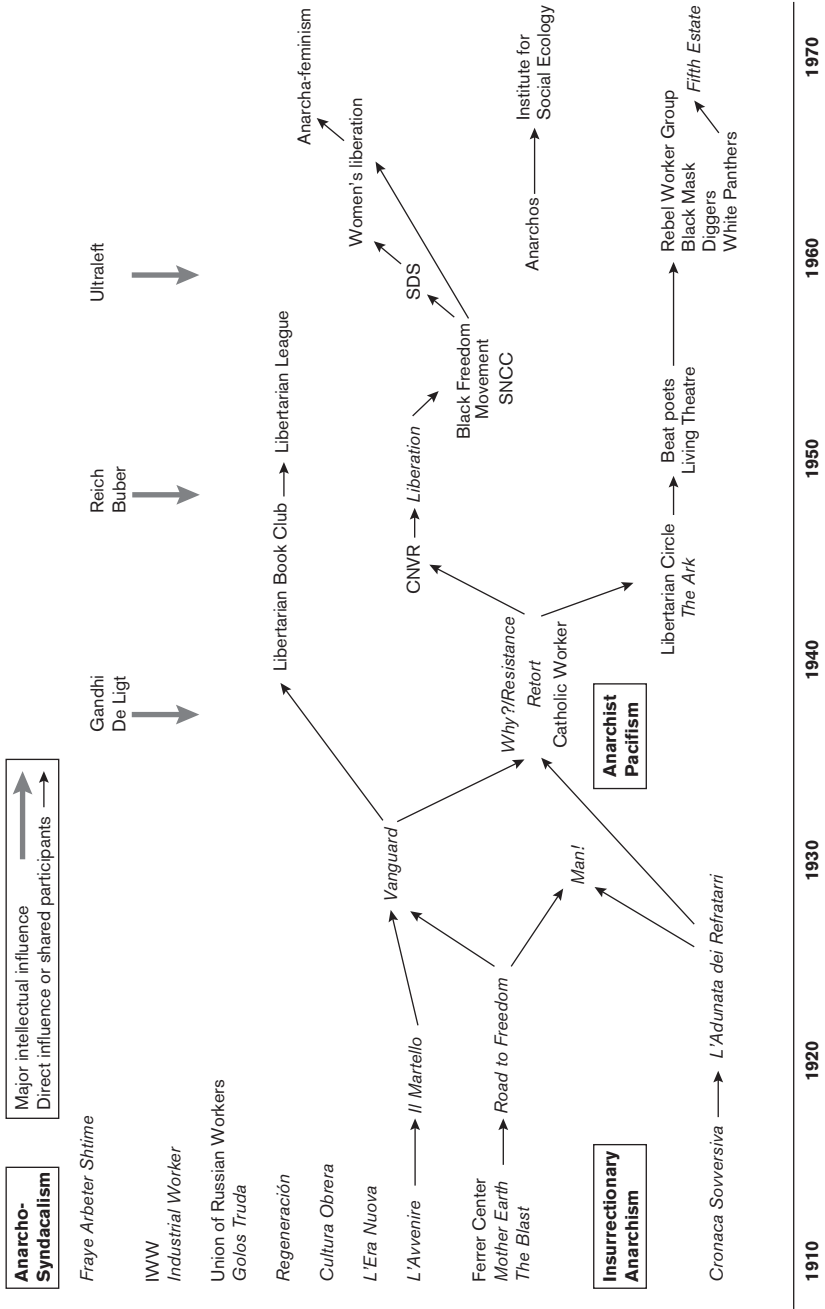 Anarcho-
Syndacalism
Major intellectual influence
Direct influence or shared participants
Fraye Arbeter Shtime
IWW
Industrial Worker
Union of Russian Workers
Golos Truda
Regeneración
Cultura Obrera
L'Era Nuova
L'Avvenire
Il Martello
Ferrer Center
Mother Earth
The Blast
Road to Freedom
Insurrectionary
Anarchism
Cronaca Sovversiva
L'Adunata dei Refratarri
Vanguard
Man!
Gandhi
De Ligt
Reich
Buber
Ultraleft
Libertarian Book Club
Libertarian League
Why?/Resistance
Retort
Catholic Worker
Anarchist
Pacifism
CNVR
Liberation
Black Freedom
Movement
SNCC
SDS
Women's liberation
Anarcha-feminism
Anarchos
Institute for
Social Ecology
Libertarian Circle
The Ark
Beat poets
Living Theatre
Rebel Worker Group
Black Mask
Diggers
White Panthers
Fifth Estate
1910
1920
1930
1940
1950
1960
1970